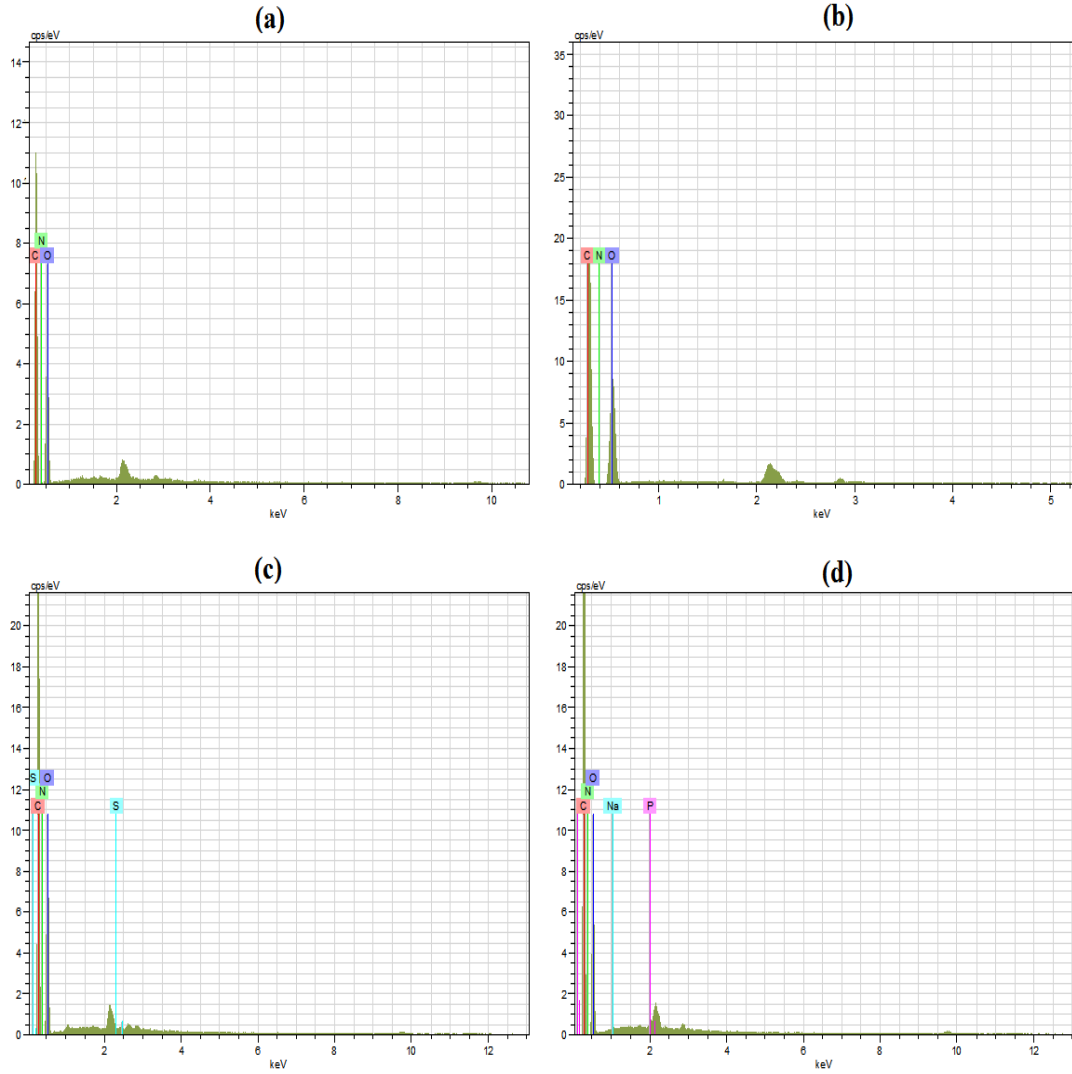 (a)
cps/eV
14
12
10
8
6
4
2
0
N
C O
2 4 6 8 10
keV
(b)
cps/eV
35
30
25
20
15
10
5
0
C N O
1 2 3 4 5
keV
(c)
cps/eV
20
18
16
14
12
10
8
6
4
2
0
S O
N
C S
2 4 6 8 10 12
keV
(d)
cps/eV
20
18
16
14
12
10
8
6
4
2
0
O
N
C Na P
2 4 6 8 10 12
keV